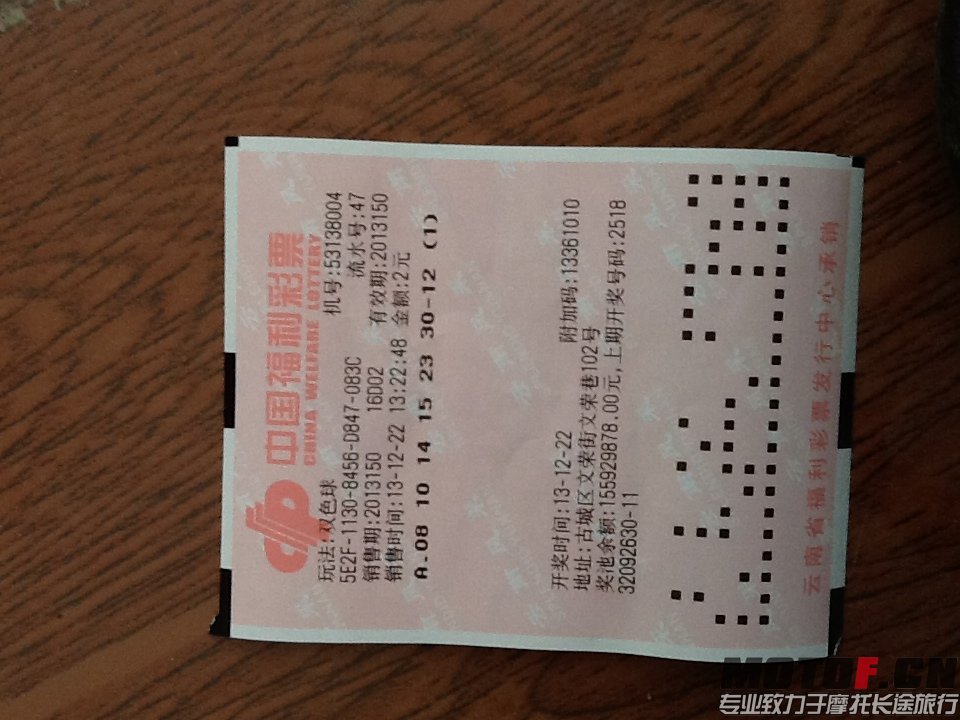 中国福利彩票
CHINA WELFARE LOTTERY
玩法:双色球 机号:53138004
5E2F-1130-8456-D847-083C 流水号:47
销售期:2013150 16D02 有效期:2013150
销售时间:13-12-22 13:22:48 金额:2元
A.08 10 14 15 23 30-12 (1)
开奖时间:13-12-22 附加码:13361010
地址:古城区文荣街文荣巷102号
奖池余额:155929878.00元,上期开奖号码:2518
32092630-11
云南省福利彩票发行中心承销
MOTOF.CN
专业致力于摩托长途旅行